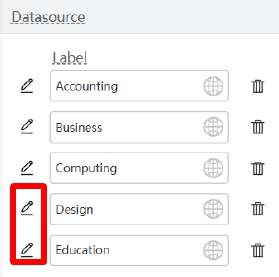 Datasource
Label
Accounting
Business
Computing
Design
Education